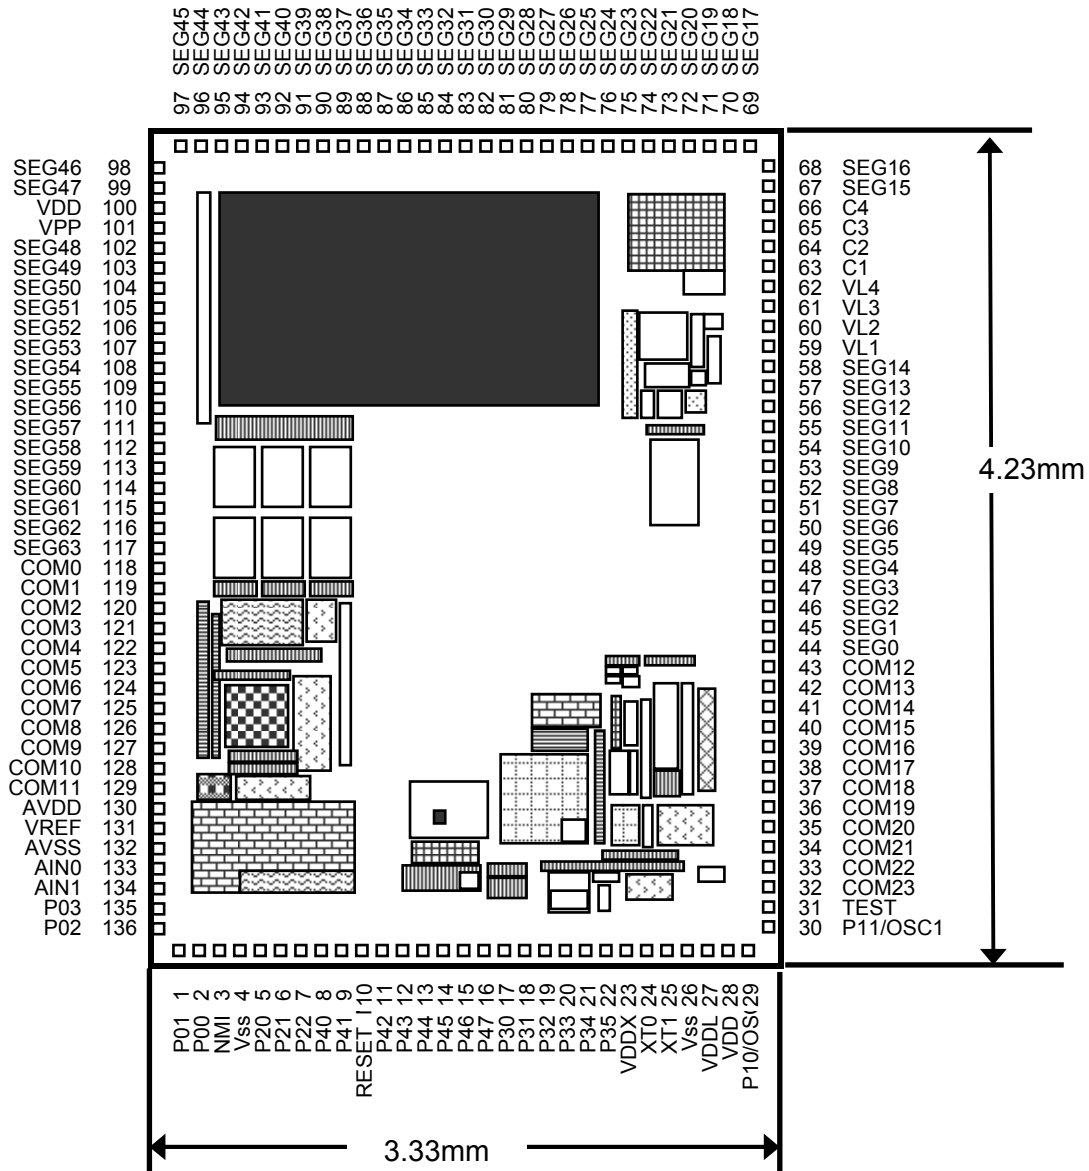 97 SEG45
96 SEG44
95 SEG43
94 SEG42
93 SEG41
92 SEG40
91 SEG39
90 SEG38
89 SEG37
88 SEG36
87 SEG35
86 SEG34
85 SEG33
84 SEG32
83 SEG31
82 SEG30
81 SEG29
80 SEG28
79 SEG27
78 SEG26
77 SEG25
76 SEG24
75 SEG23
74 SEG22
73 SEG21
72 SEG20
71 SEG19
70 SEG18
69 SEG17
SEG46 98
SEG47 99
VDD 100
VPP 101
SEG48 102
SEG49 103
SEG50 104
SEG51 105
SEG52 106
SEG53 107
SEG54 108
SEG55 109
SEG56 110
SEG57 111
SEG58 112
SEG59 113
SEG60 114
SEG61 115
SEG62 116
SEG63 117
COM0 118
COM1 119
COM2 120
COM3 121
COM4 122
COM5 123
COM6 124
COM7 125
COM8 126
COM9 127
COM10 128
COM11 129
AVDD 130
VREF 131
AVSS 132
AIN0 133
AIN1 134
P03 135
P02 136
68 SEG16
67 SEG15
66 C4
65 C3
64 C2
63 C1
62 VL4
61 VL3
60 VL2
59 VL1
58 SEG14
57 SEG13
56 SEG12
55 SEG11
54 SEG10
53 SEG9
52 SEG8
51 SEG7
50 SEG6
49 SEG5
48 SEG4
47 SEG3
46 SEG2
45 SEG1
44 SEG0
43 COM12
42 COM13
41 COM14
40 COM15
39 COM16
38 COM17
37 COM18
36 COM19
35 COM20
34 COM21
33 COM22
32 COM23
31 TEST
30 P11/OSC1
4.23mm
P01 1
P00 2
NMI 3
Vss 4
P20 5
P21 6
P22 7
P40 8
P41 9
RESET_I 10
P42 11
P43 12
P44 13
P45 14
P46 15
P47 16
P30 17
P31 18
P32 19
P33 20
P34 21
P35 22
VDDX 23
XT0 24
XT1 25
Vss 26
VDDL 27
VDD 28
P10/OS 29
3.33mm